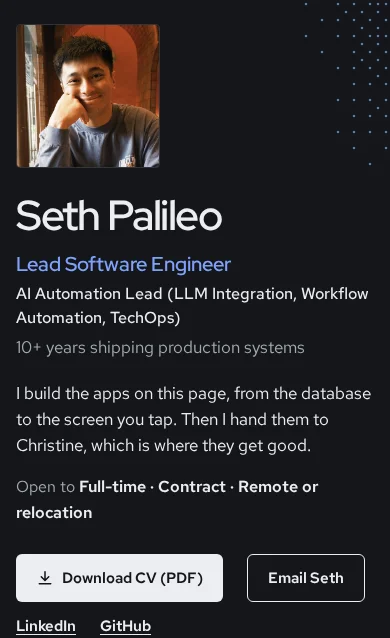 Seth Palileo
Lead Software Engineer
AI Automation Lead (LLM Integration, Workflow
Automation, TechOps)
10+ years shipping production systems
I build the apps on this page, from the database
to the screen you tap. Then I hand them to
Christine, which is where they get good.
Open to Full-time · Contract · Remote or
relocation
Download CV (PDF) Email Seth
LinkedIn GitHub